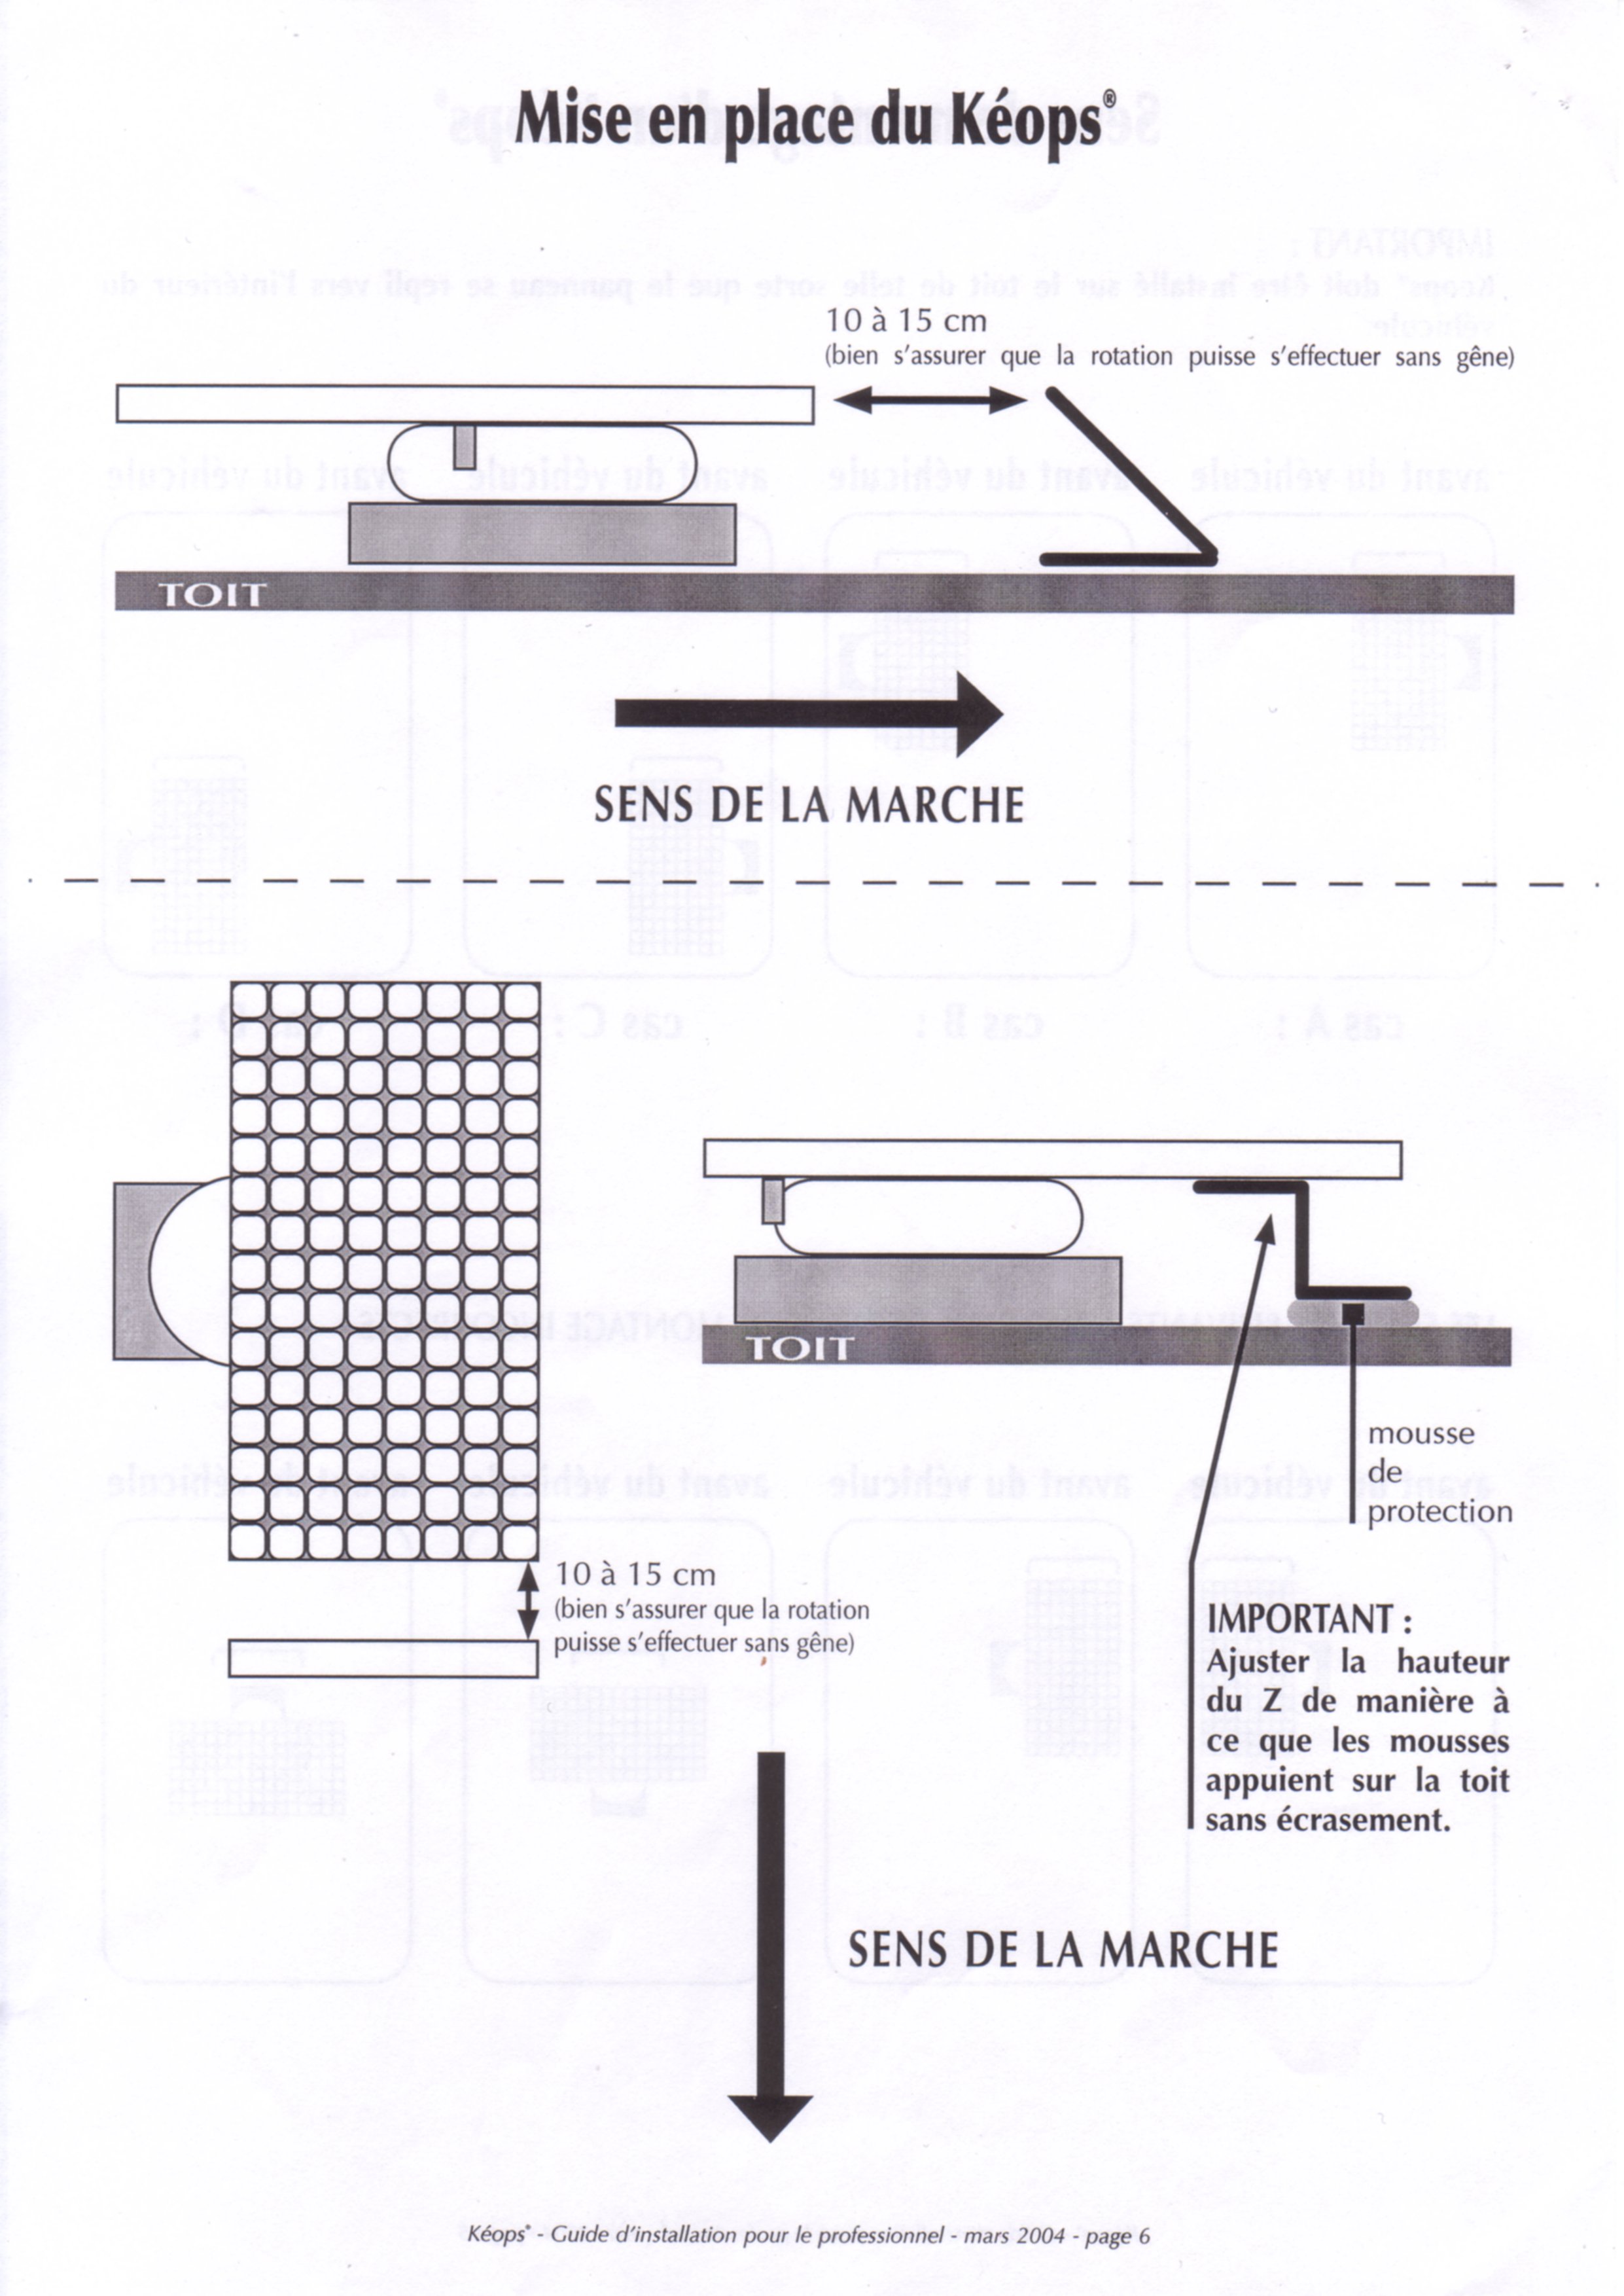 Mise en place du Kéops®
10 à 15 cm
(bien s'assurer que la rotation puisse s'effectuer sans gêne)
TOIT
SENS DE LA MARCHE
TOIT
mousse
de
protection
10 à 15 cm
(bien s'assurer que la rotation
puisse s'effectuer sans gêne)
IMPORTANT :
Ajuster la hauteur
du Z de manière à
ce que les mousses
appuient sur la toit
sans écrasement.
SENS DE LA MARCHE
Kéops® - Guide d'installation pour le professionnel - mars 2004 - page 6